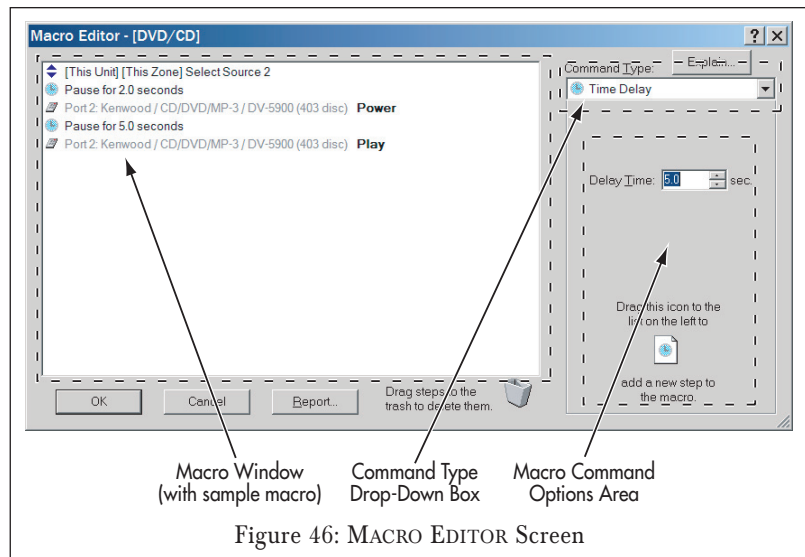 Macro Editor - [DVD/CD]
[This Unit] [This Zone] Select Source 2
Pause for 2.0 seconds
Port 2: Kenwood / CD/DVD/MP-3 / DV-5900 (403 disc) Power
Pause for 5.0 seconds
Port 2: Kenwood / CD/DVD/MP-3 / DV-5900 (403 disc) Play
Command Type:
Explain...
Time Delay
Delay Time: 5.0 sec.
Drag this icon to the
list on the left to
add a new step to
the macro.
OK
Cancel
Report...
Drag steps to the
trash to delete them.
Macro Window
(with sample macro)
Command Type
Drop-Down Box
Macro Command
Options Area
Figure 46: MACRO EDITOR Screen